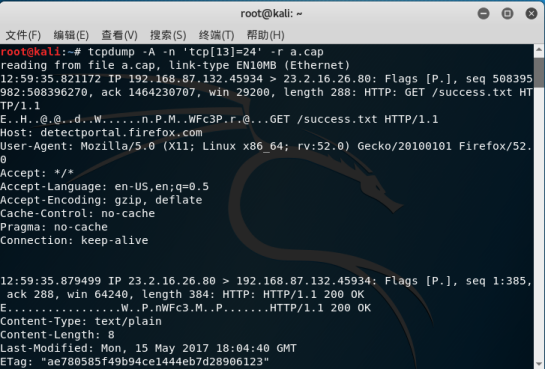 root@kali: ~
文件(F) 编辑(E) 查看(V) 搜索(S) 终端(T) 帮助(H)
root@kali:~# tcpdump -A -n 'tcp[13]=24' -r a.cap
reading from file a.cap, link-type EN10MB (Ethernet)
12:59:35.821172 IP 192.168.87.132.45934 > 23.2.16.26.80: Flags [P.], seq 508395
982:508396270, ack 1464230707, win 29200, length 288: HTTP: GET /success.txt HT
TP/1.1
E..H..@.@..d..W......n.P.M..WFc3P.r.@...GET /success.txt HTTP/1.1
Host: detectportal.firefox.com
User-Agent: Mozilla/5.0 (X11; Linux x86_64; rv:52.0) Gecko/20100101 Firefox/52.
0
Accept: */*
Accept-Language: en-US,en;q=0.5
Accept-Encoding: gzip, deflate
Cache-Control: no-cache
Pragma: no-cache
Connection: keep-alive
12:59:35.879499 IP 23.2.16.26.80 > 192.168.87.132.45934: Flags [P.], seq 1:385,
ack 288, win 64240, length 384: HTTP: HTTP/1.1 200 OK
E................W..P.nWFc3.M..P.......HTTP/1.1 200 OK
Content-Type: text/plain
Content-Length: 8
Last-Modified: Mon, 15 May 2017 18:04:40 GMT
ETag: "ae780585f49b94ce1444eb7d28906123"